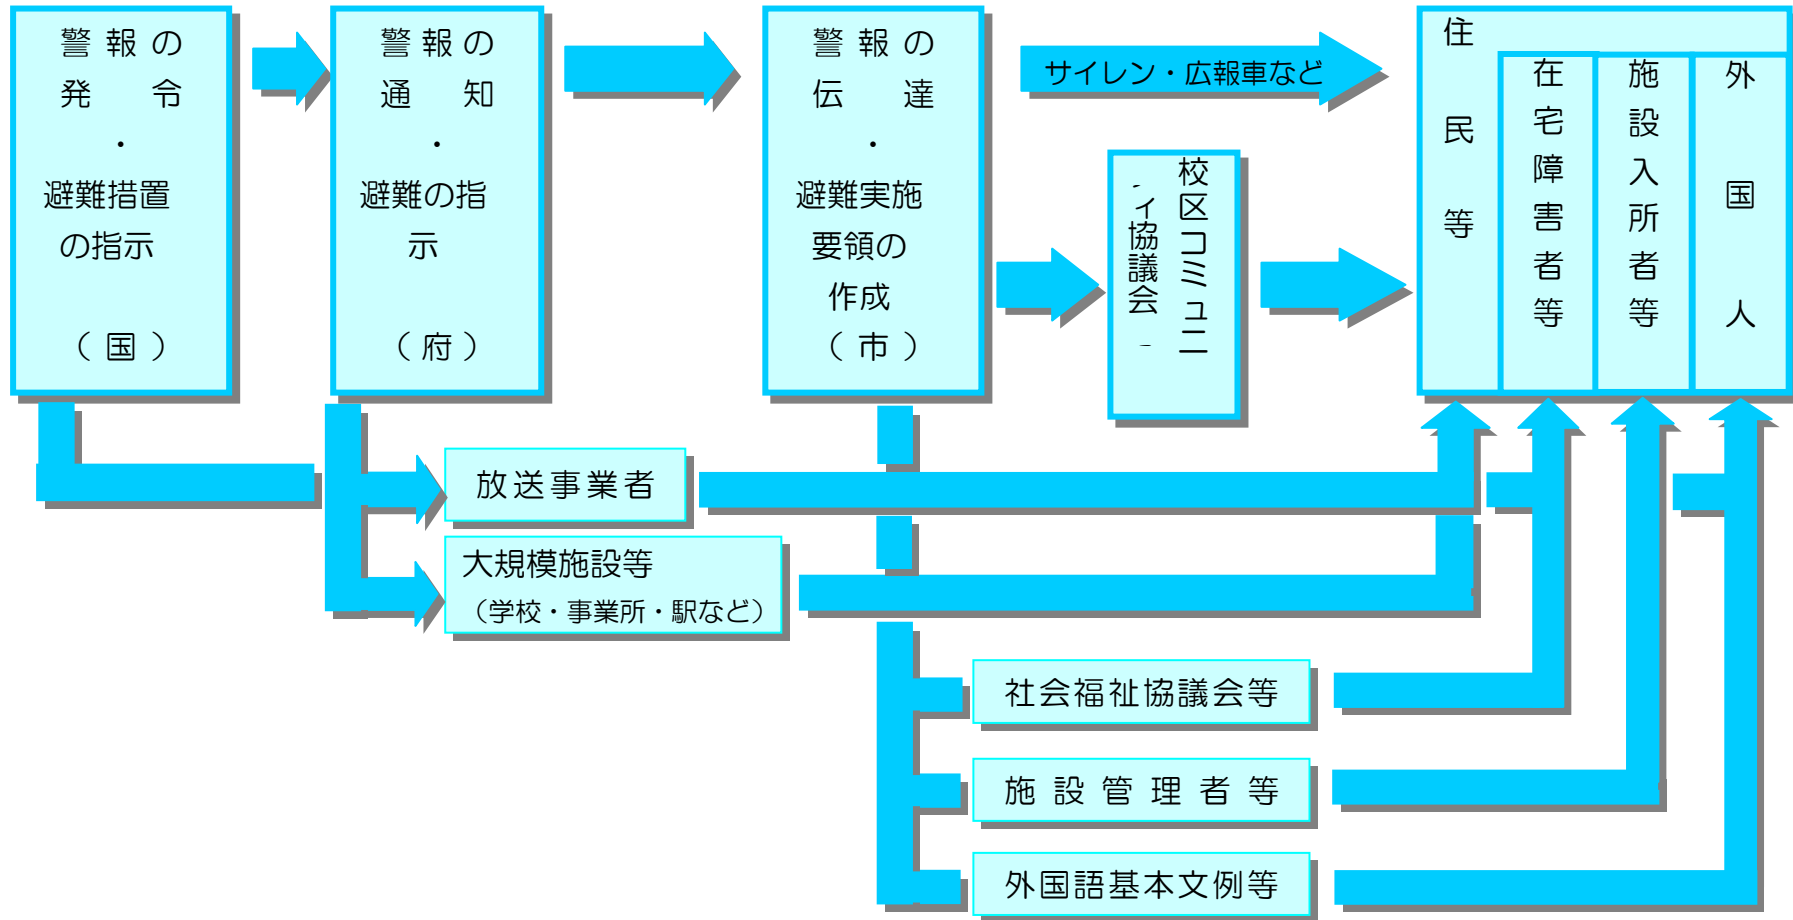 警報の
発令
・
避難措置
の指示
（国）
警報の
通知
・
避難の指
示
（府）
警報の
伝達
・
避難実施
要領の
作成
（市）
サイレン・広報車など
校区コミュニ
ィ協議会
住民等
在宅障害者等
施設入所者等
外国人
放送事業者
大規模施設等
（学校・事業所・駅など）
社会福祉協議会等
施設管理者等
外国語基本文例等